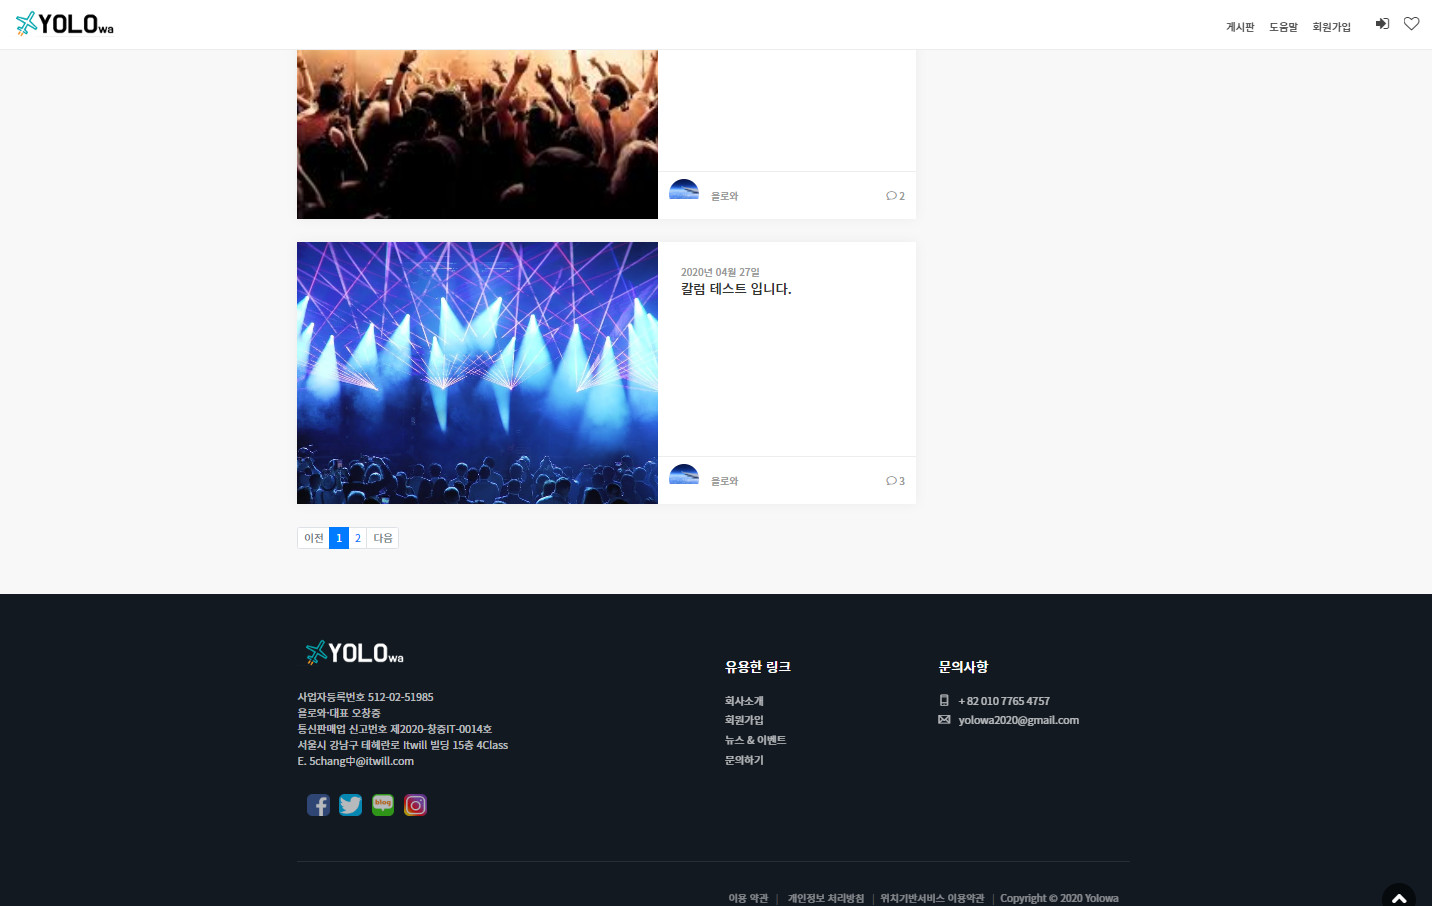 YOLOwa
게시판 도움말 회원가입
욜로와 2
2020년 04월 27일
칼럼 테스트 입니다.
욜로와 3
이전 1 2 다음
YOLOwa
사업자등록번호 512-02-51985
욜로와-대표 오창중
통신판매업 신고번호 제2020-창중IT-0014호
서울시 강남구 테헤란로 Itwill 빌딩 15층 4Class
E. 5chang中@itwill.com
blog
유용한 링크
회사소개
회원가입
뉴스 & 이벤트
문의하기
문의사항
+ 82 010 7765 4757
yolowa2020@gmail.com
이용 약관 | 개인정보 처리방침 | 위치기반서비스 이용약관 | Copyright © 2020 Yolowa